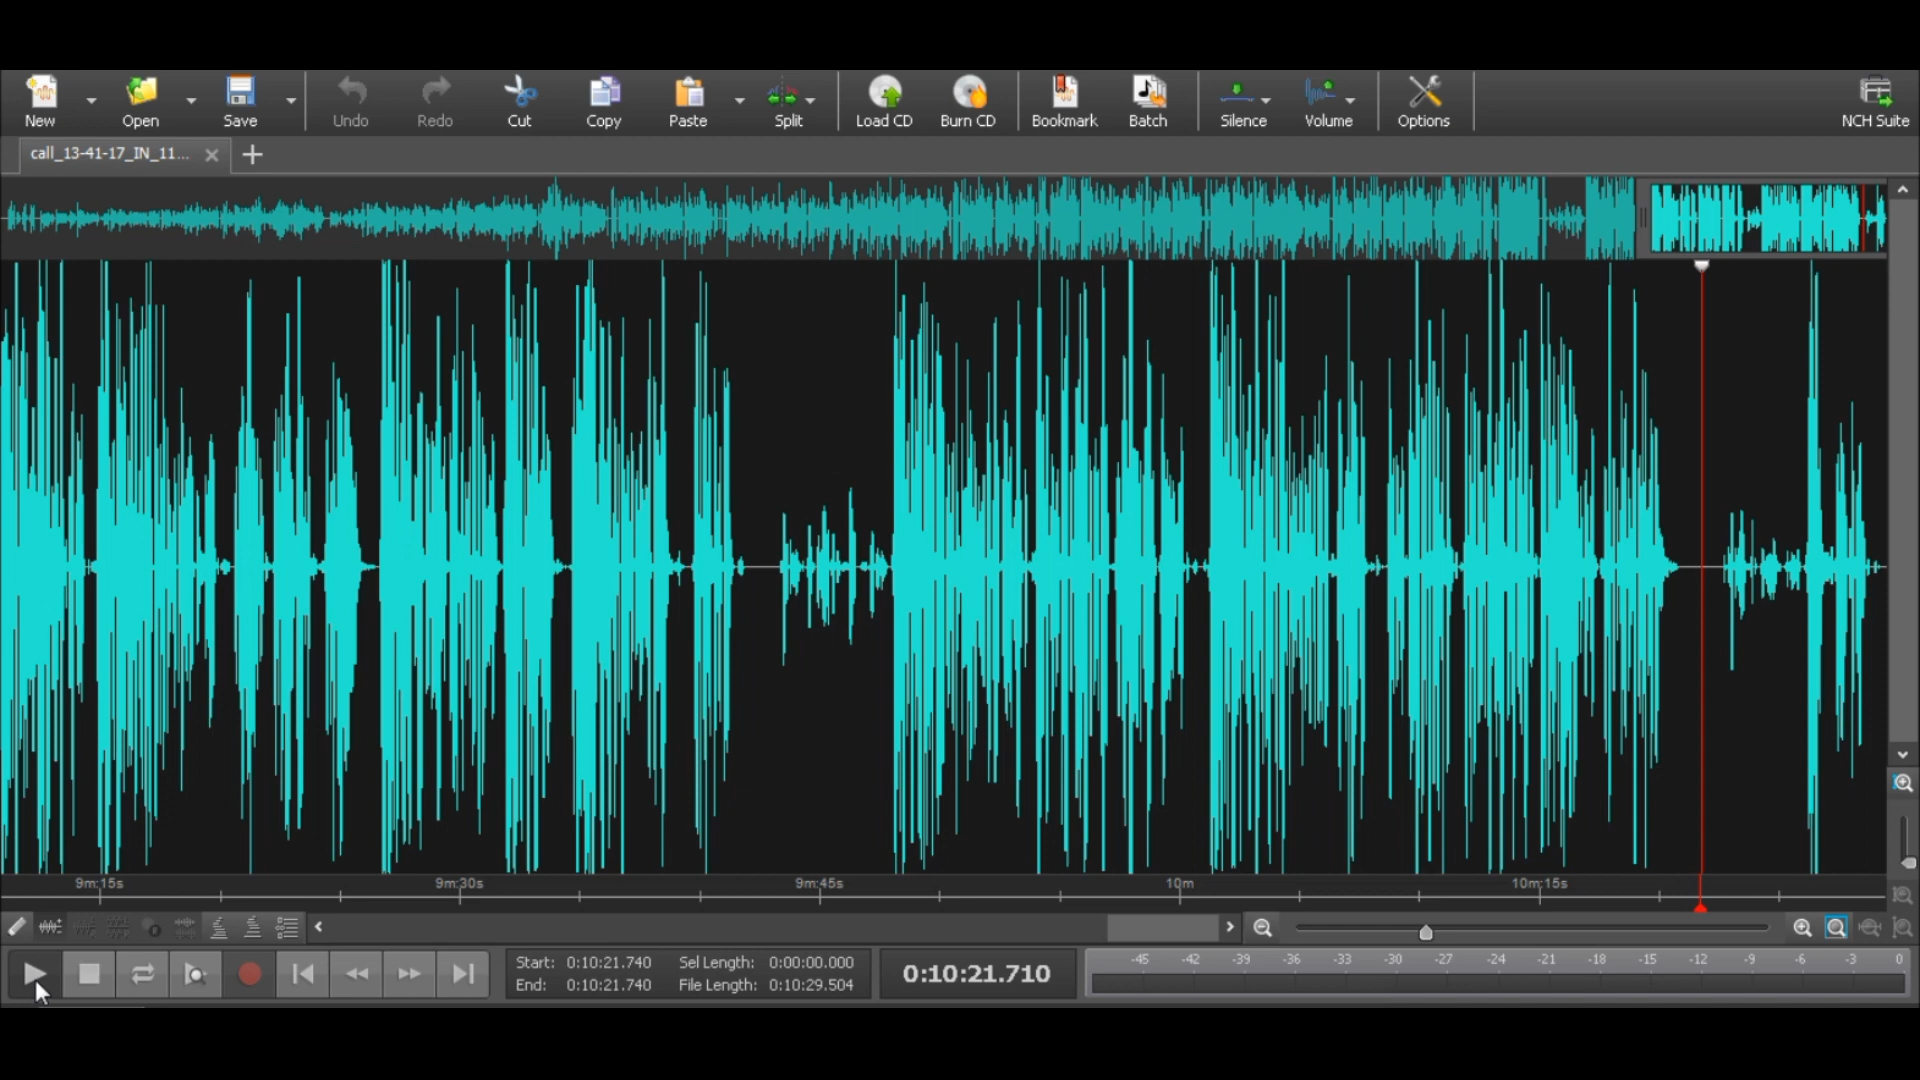 New Open Save Undo Redo Cut Copy Paste Split Load CD Burn CD Bookmark Batch Silence Volume Options NCH Suite
call_13-41-17_IN_11...
9m:15s 9m:30s 9m:45s 10m 10m:15s
Start: 0:10:21.740 Sel Length: 0:00:00.000
End: 0:10:21.740 File Length: 0:10:29.504
0:10:21.710
-45 -42 -39 -36 -33 -30 -27 -24 -21 -18 -15 -12 -9 -6 -3 0